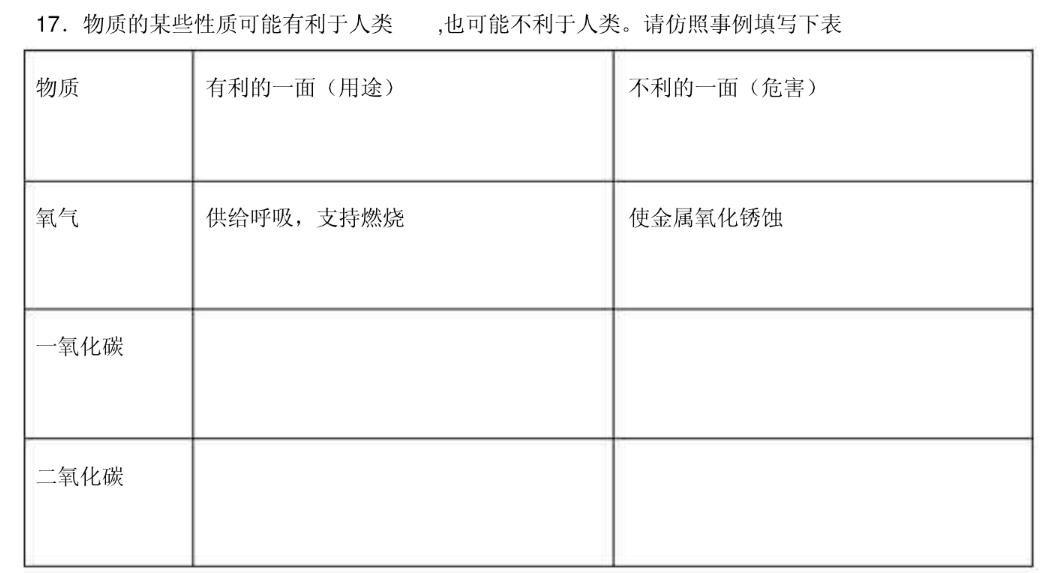 17．物质的某些性质可能有利于人类 ,也可能不利于人类。请仿照事例填写下表
物质 有利的一面（用途） 不利的一面（危害）
氧气 供给呼吸，支持燃烧 使金属氧化锈蚀
一氧化碳
二氧化碳